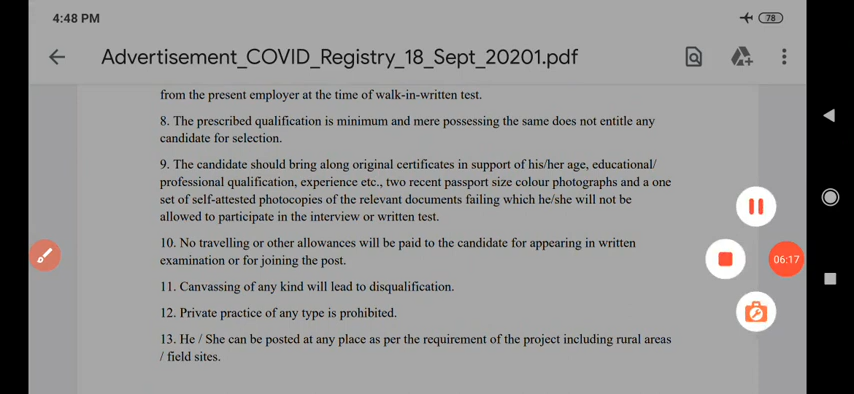 4:48 PM
78
Advertisement_COVID_Registry_18_Sept_20201.pdf
from the present employer at the time of walk-in-written test.
8. The prescribed qualification is minimum and mere possessing the same does not entitle any
candidate for selection.
9. The candidate should bring along original certificates in support of his/her age, educational/
professional qualification, experience etc., two recent passport size colour photographs and a one
set of self-attested photocopies of the relevant documents failing which he/she will not be
allowed to participate in the interview or written test.
10. No travelling or other allowances will be paid to the candidate for appearing in written
examination or for joining the post.
11. Canvassing of any kind will lead to disqualification.
12. Private practice of any type is prohibited.
13. He / She can be posted at any place as per the requirement of the project including rural areas
/ field sites.
06:17